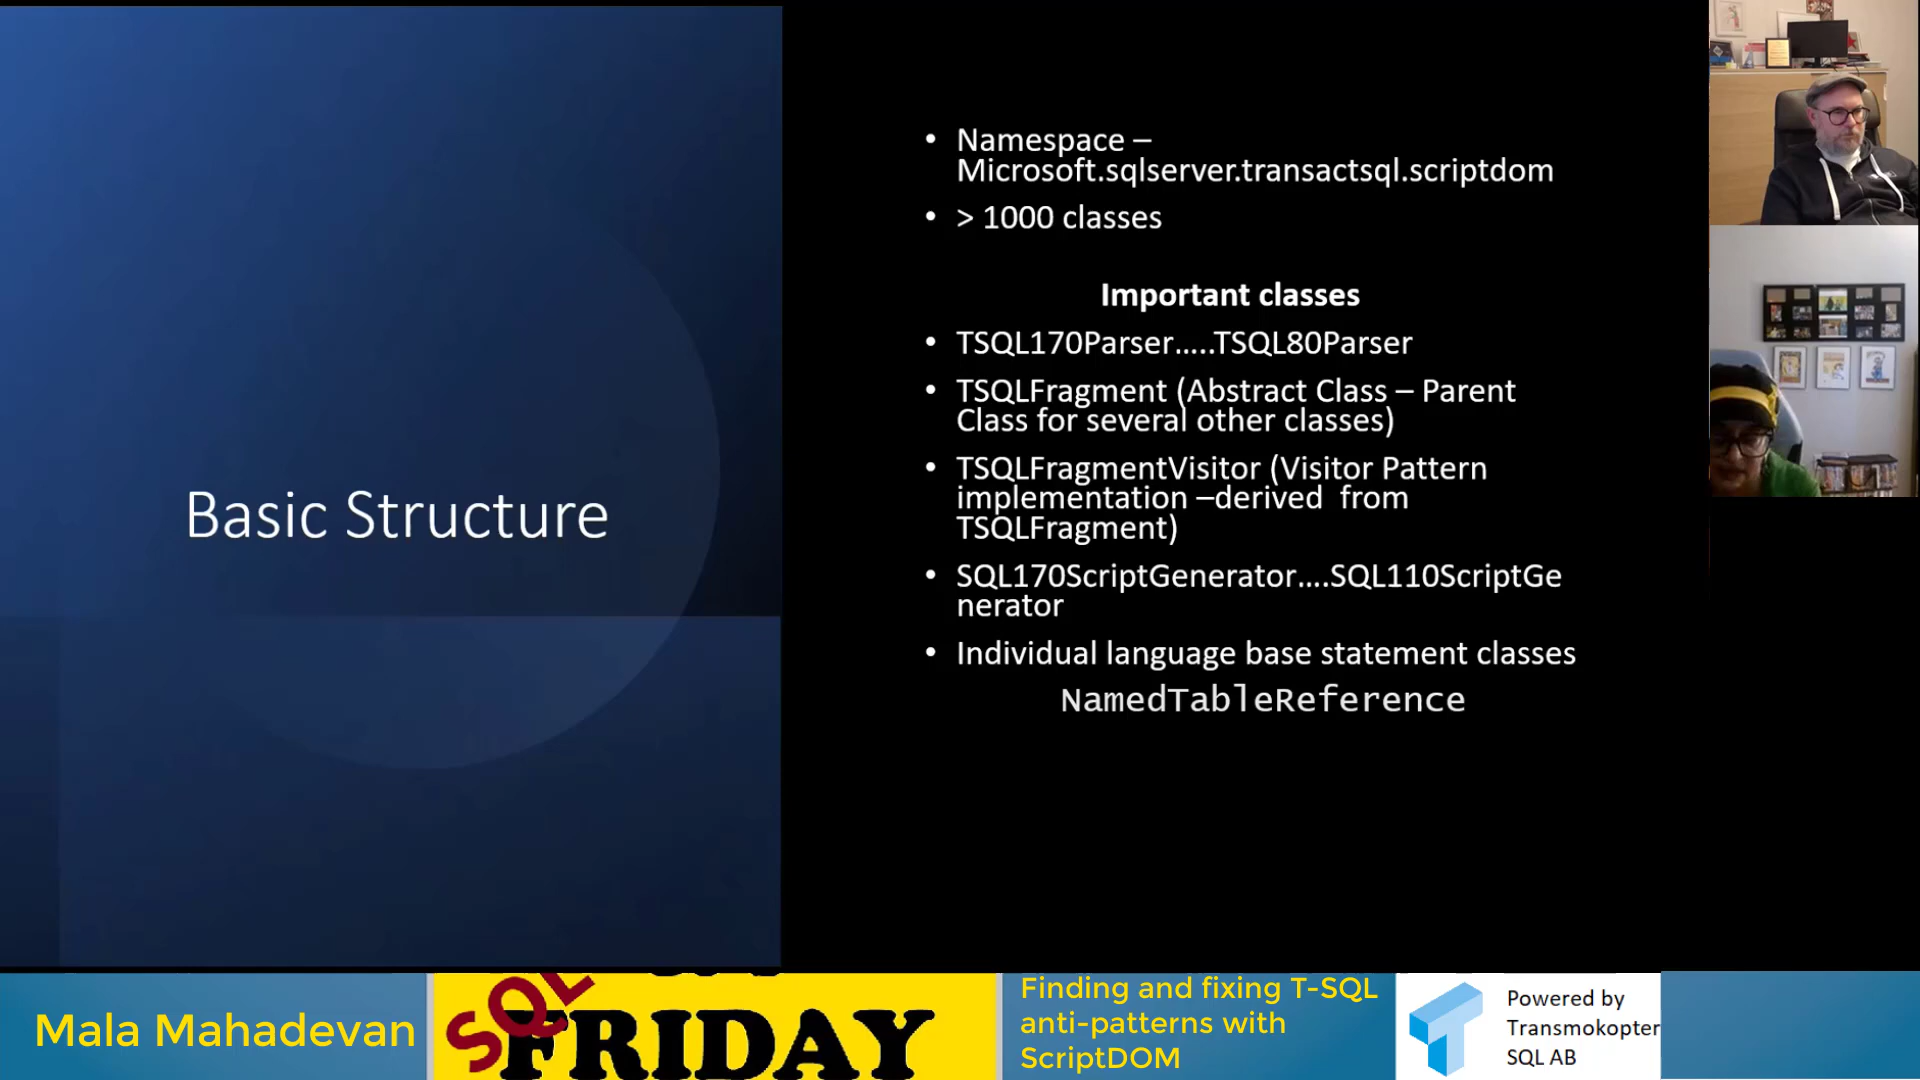 Basic Structure
• Namespace –
Microsoft.sqlserver.transactsql.scriptdom
• > 1000 classes
Important classes
• TSQL170Parser…..TSQL80Parser
• TSQLFragment (Abstract Class – Parent
Class for several other classes)
• TSQLFragmentVisitor (Visitor Pattern
implementation –derived  from
TSQLFragment)
• SQL170ScriptGenerator….SQL110ScriptGe
nerator
• Individual language base statement classes
NamedTableReference
Mala Mahadevan
SQL
FRIDAY
Finding and fixing T-SQL
anti-patterns with
ScriptDOM
Powered by
Transmokopter
SQL AB